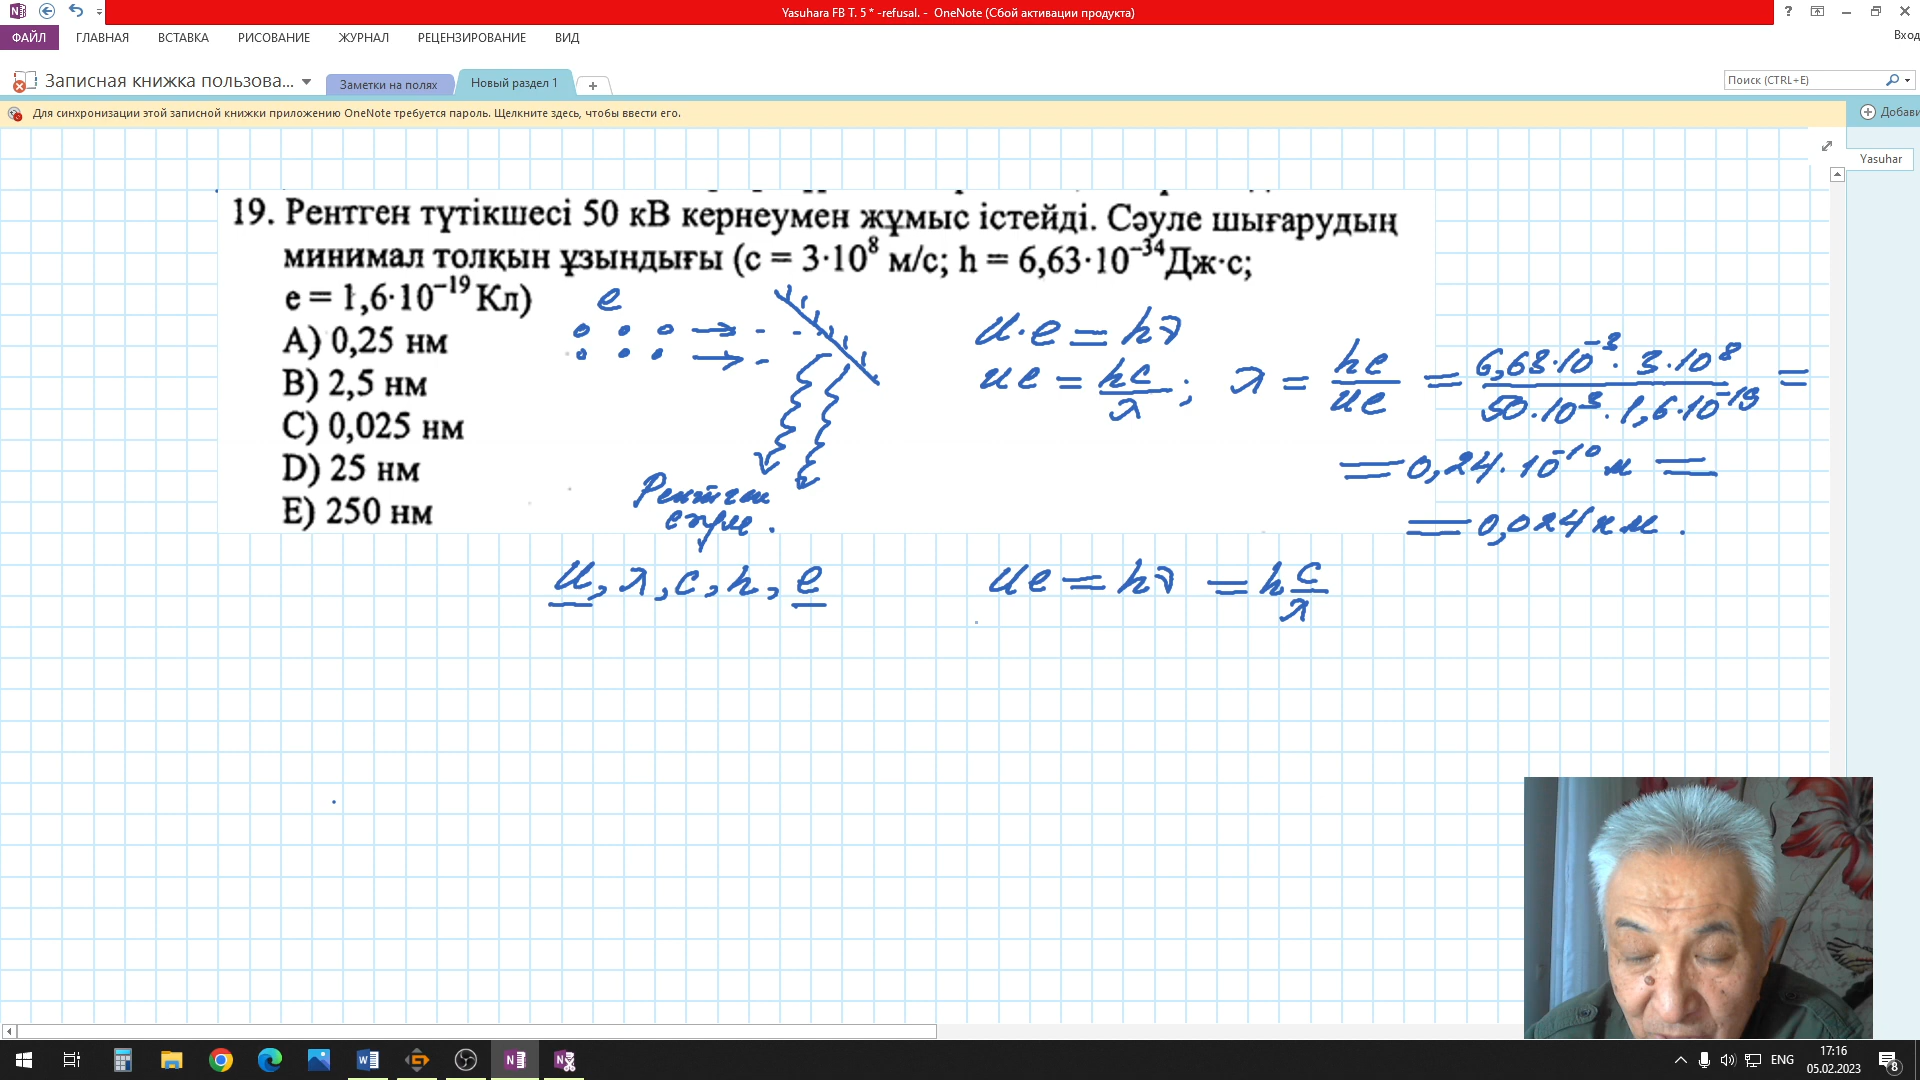 Yasuhara FB T. 5 * -refusal. - OneNote (Сбой активации продукта)
ФАЙЛ ГЛАВНАЯ ВСТАВКА РИСОВАНИЕ ЖУРНАЛ РЕЦЕНЗИРОВАНИЕ ВИД
Вход
Записная книжка пользова... Заметки на полях Новый раздел 1
Поиск (CTRL+E)
Для синхронизации этой записной книжки приложению OneNote требуется пароль. Щелкните здесь, чтобы ввести его.
Добави
Yasuhar
19. Рентген түтікшесі 50 кВ кернеумен жұмыс істейді. Сәуле шығарудың
минимал толқын ұзындығы (c = 3·10⁸ м/с; h = 6,63·10⁻³⁴Дж·с;
e = 1,6·10⁻¹⁹ Кл)
A) 0,25 нм
B) 2,5 нм
C) 0,025 нм
D) 25 нм
E) 250 нм
e
Рентген
сәуле.
U·e = hν
Ue = hc/λ; λ = hc/Ue = 6,63·10⁻³·3·10⁸/50·10³·1,6·10⁻¹⁹ =
= 0,24·10⁻¹⁰ м =
= 0,024 нм.
U, λ, c, h, e
Ue = hν = h c/λ
ENG
17:16
05.02.2023
8